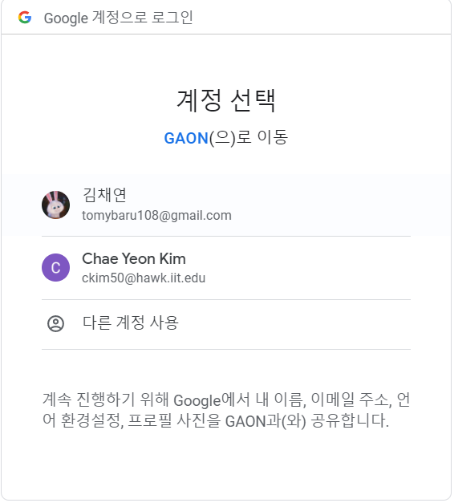 Google 계정으로 로그인
계정 선택
GAON(으)로 이동
김채연
tomybaru108@gmail.com
C
Chae Yeon Kim
ckim50@hawk.iit.edu
다른 계정 사용
계속 진행하기 위해 Google에서 내 이름, 이메일 주소, 언
어 환경설정, 프로필 사진을 GAON과(와) 공유합니다.